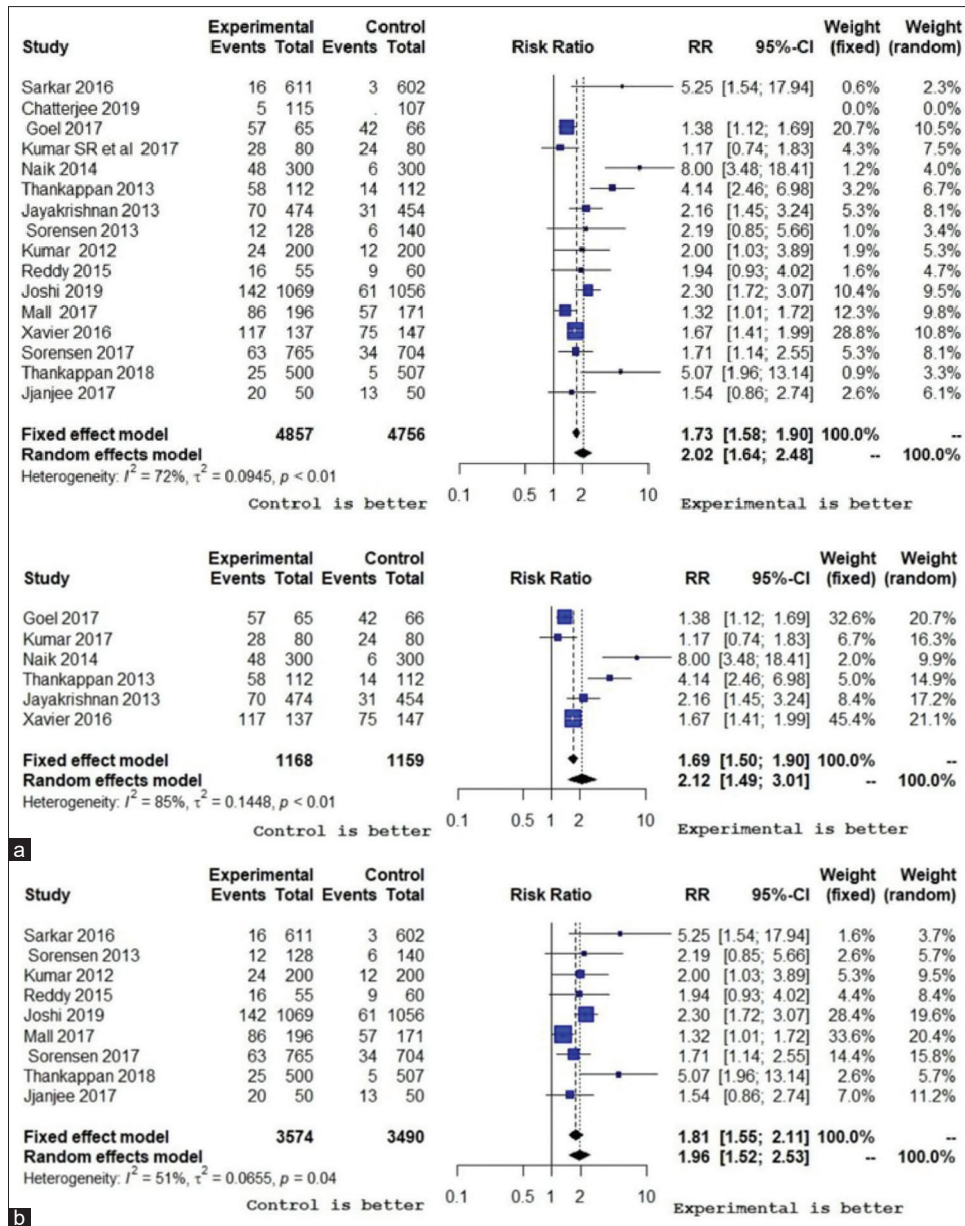 Experimental Control Weight Weight
Study Events Total Events Total Risk Ratio RR 95%-CI (fixed) (random)
Sarkar 2016 16 611 3 602 5.25 [1.54; 17.94] 0.6% 2.3%
Chatterjee 2019 5 115 . 107 0.0% 0.0%
Goel 2017 57 65 42 66 1.38 [1.12; 1.69] 20.7% 10.5%
Kumar SR et al 2017 28 80 24 80 1.17 [0.74; 1.83] 4.3% 7.5%
Naik 2014 48 300 6 300 8.00 [3.48; 18.41] 1.2% 4.0%
Thankappan 2013 58 112 14 112 4.14 [2.46; 6.98] 3.2% 6.7%
Jayakrishnan 2013 70 474 31 454 2.16 [1.45; 3.24] 5.3% 8.1%
Sorensen 2013 12 128 6 140 2.19 [0.85; 5.66] 1.0% 3.4%
Kumar 2012 24 200 12 200 2.00 [1.03; 3.89] 1.9% 5.3%
Reddy 2015 16 55 9 60 1.94 [0.93; 4.02] 1.6% 4.7%
Joshi 2019 142 1069 61 1056 2.30 [1.72; 3.07] 10.4% 9.5%
Mall 2017 86 196 57 171 1.32 [1.01; 1.72] 12.3% 9.8%
Xavier 2016 117 137 75 147 1.67 [1.41; 1.99] 28.8% 10.8%
Sorensen 2017 63 765 34 704 1.71 [1.14; 2.55] 5.3% 8.1%
Thankappan 2018 25 500 5 507 5.07 [1.96; 13.14] 0.9% 3.3%
Jjanjee 2017 20 50 13 50 1.54 [0.86; 2.74] 2.6% 6.1%
Fixed effect model 4857 4756 1.73 [1.58; 1.90] 100.0% --
Random effects model 2.02 [1.64; 2.48] -- 100.0%
Heterogeneity: I² = 72%, τ² = 0.0945, p < 0.01
0.1 0.5 1 2 10
Control is better Experimental is better
Experimental Control Weight Weight
Study Events Total Events Total Risk Ratio RR 95%-CI (fixed) (random)
Goel 2017 57 65 42 66 1.38 [1.12; 1.69] 32.6% 20.7%
Kumar 2017 28 80 24 80 1.17 [0.74; 1.83] 6.7% 16.3%
Naik 2014 48 300 6 300 8.00 [3.48; 18.41] 2.0% 9.9%
Thankappan 2013 58 112 14 112 4.14 [2.46; 6.98] 5.0% 14.9%
Jayakrishnan 2013 70 474 31 454 2.16 [1.45; 3.24] 8.4% 17.2%
Xavier 2016 117 137 75 147 1.67 [1.41; 1.99] 45.4% 21.1%
Fixed effect model 1168 1159 1.69 [1.50; 1.90] 100.0% --
Random effects model 2.12 [1.49; 3.01] -- 100.0%
Heterogeneity: I² = 85%, τ² = 0.1448, p < 0.01
0.1 0.5 1 2 10
Control is better Experimental is better
a
Experimental Control Weight Weight
Study Events Total Events Total Risk Ratio RR 95%-CI (fixed) (random)
Sarkar 2016 16 611 3 602 5.25 [1.54; 17.94] 1.6% 3.7%
Sorensen 2013 12 128 6 140 2.19 [0.85; 5.66] 2.6% 5.7%
Kumar 2012 24 200 12 200 2.00 [1.03; 3.89] 5.3% 9.5%
Reddy 2015 16 55 9 60 1.94 [0.93; 4.02] 4.4% 8.4%
Joshi 2019 142 1069 61 1056 2.30 [1.72; 3.07] 28.4% 19.6%
Mall 2017 86 196 57 171 1.32 [1.01; 1.72] 33.6% 20.4%
Sorensen 2017 63 765 34 704 1.71 [1.14; 2.55] 14.4% 15.8%
Thankappan 2018 25 500 5 507 5.07 [1.96; 13.14] 2.6% 5.7%
Jjanjee 2017 20 50 13 50 1.54 [0.86; 2.74] 7.0% 11.2%
Fixed effect model 3574 3490 1.81 [1.55; 2.11] 100.0% --
Random effects model 1.96 [1.52; 2.53] -- 100.0%
Heterogeneity: I² = 51%, τ² = 0.0655, p = 0.04
0.1 0.5 1 2 10
Control is better Experimental is better
b